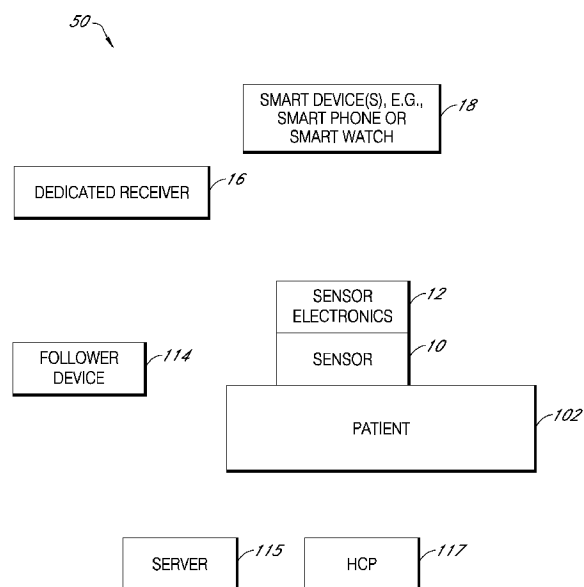 50
SMART DEVICE(S), E.G.,
SMART PHONE OR
SMART WATCH
18
DEDICATED RECEIVER
16
SENSOR
ELECTRONICS
12
SENSOR
10
FOLLOWER
DEVICE
114
PATIENT
102
SERVER
115
HCP
117